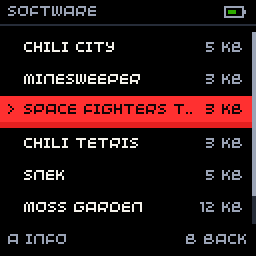 SOFTWARE
CHILI CITY 5 KB
MINESWEEPER 3 KB
> SPACE FIGHTERS T.. 3 KB
CHILI TETRIS 3 KB
SNEK 5 KB
MOSS GARDEN 12 KB
A INFO B BACK